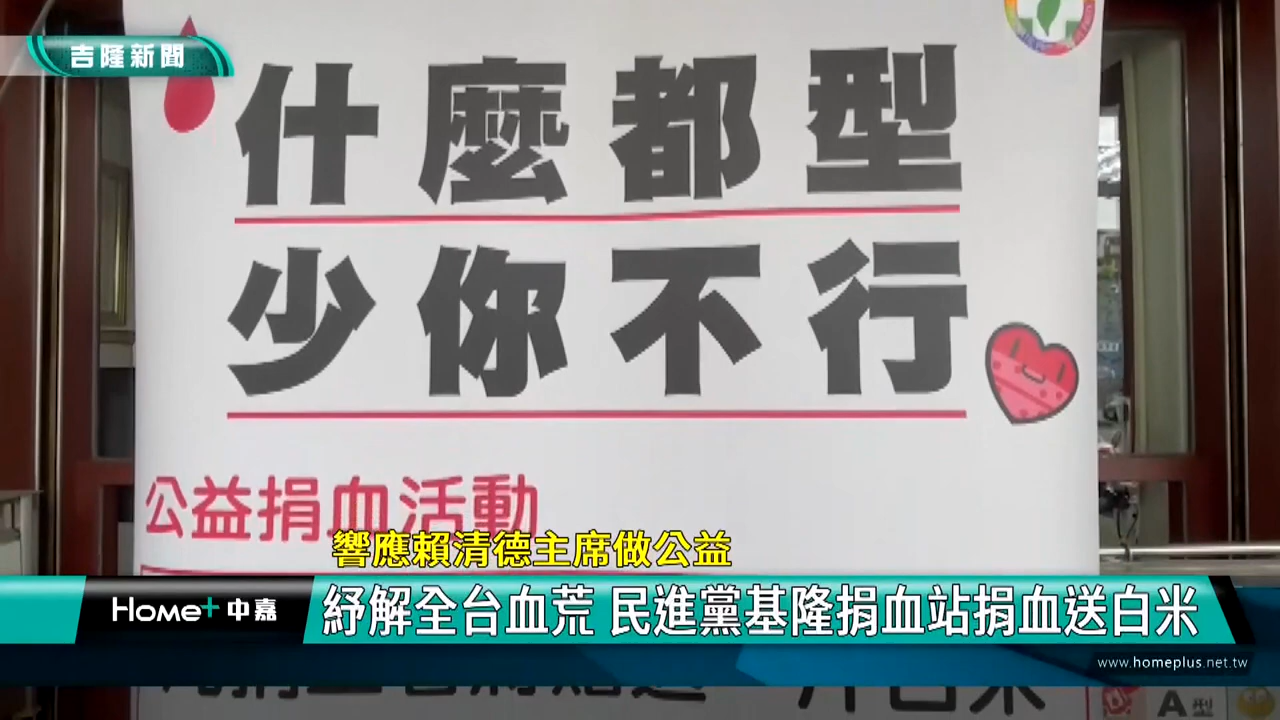 吉隆新聞
什麼都型
少你不行
公益捐血活動
響應賴清德主席做公益
Home+中嘉
紓解全台血荒 民進黨基隆捐血站捐血送白米
www.homeplus.net.tw
A型